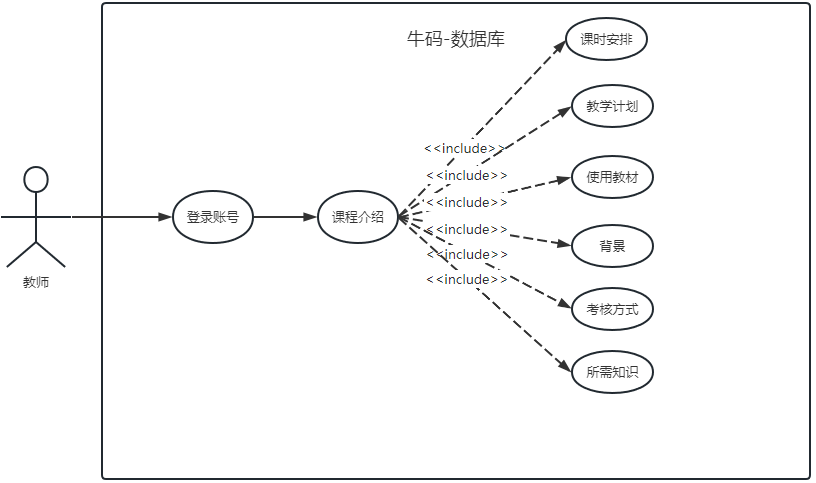 牛码-数据库
课时安排
教学计划
<<include>>
<<include>>
使用教材
<<include>>
登录账号
课程介绍
<<include>>
背景
<<include>>
教师
<<include>>
考核方式
所需知识